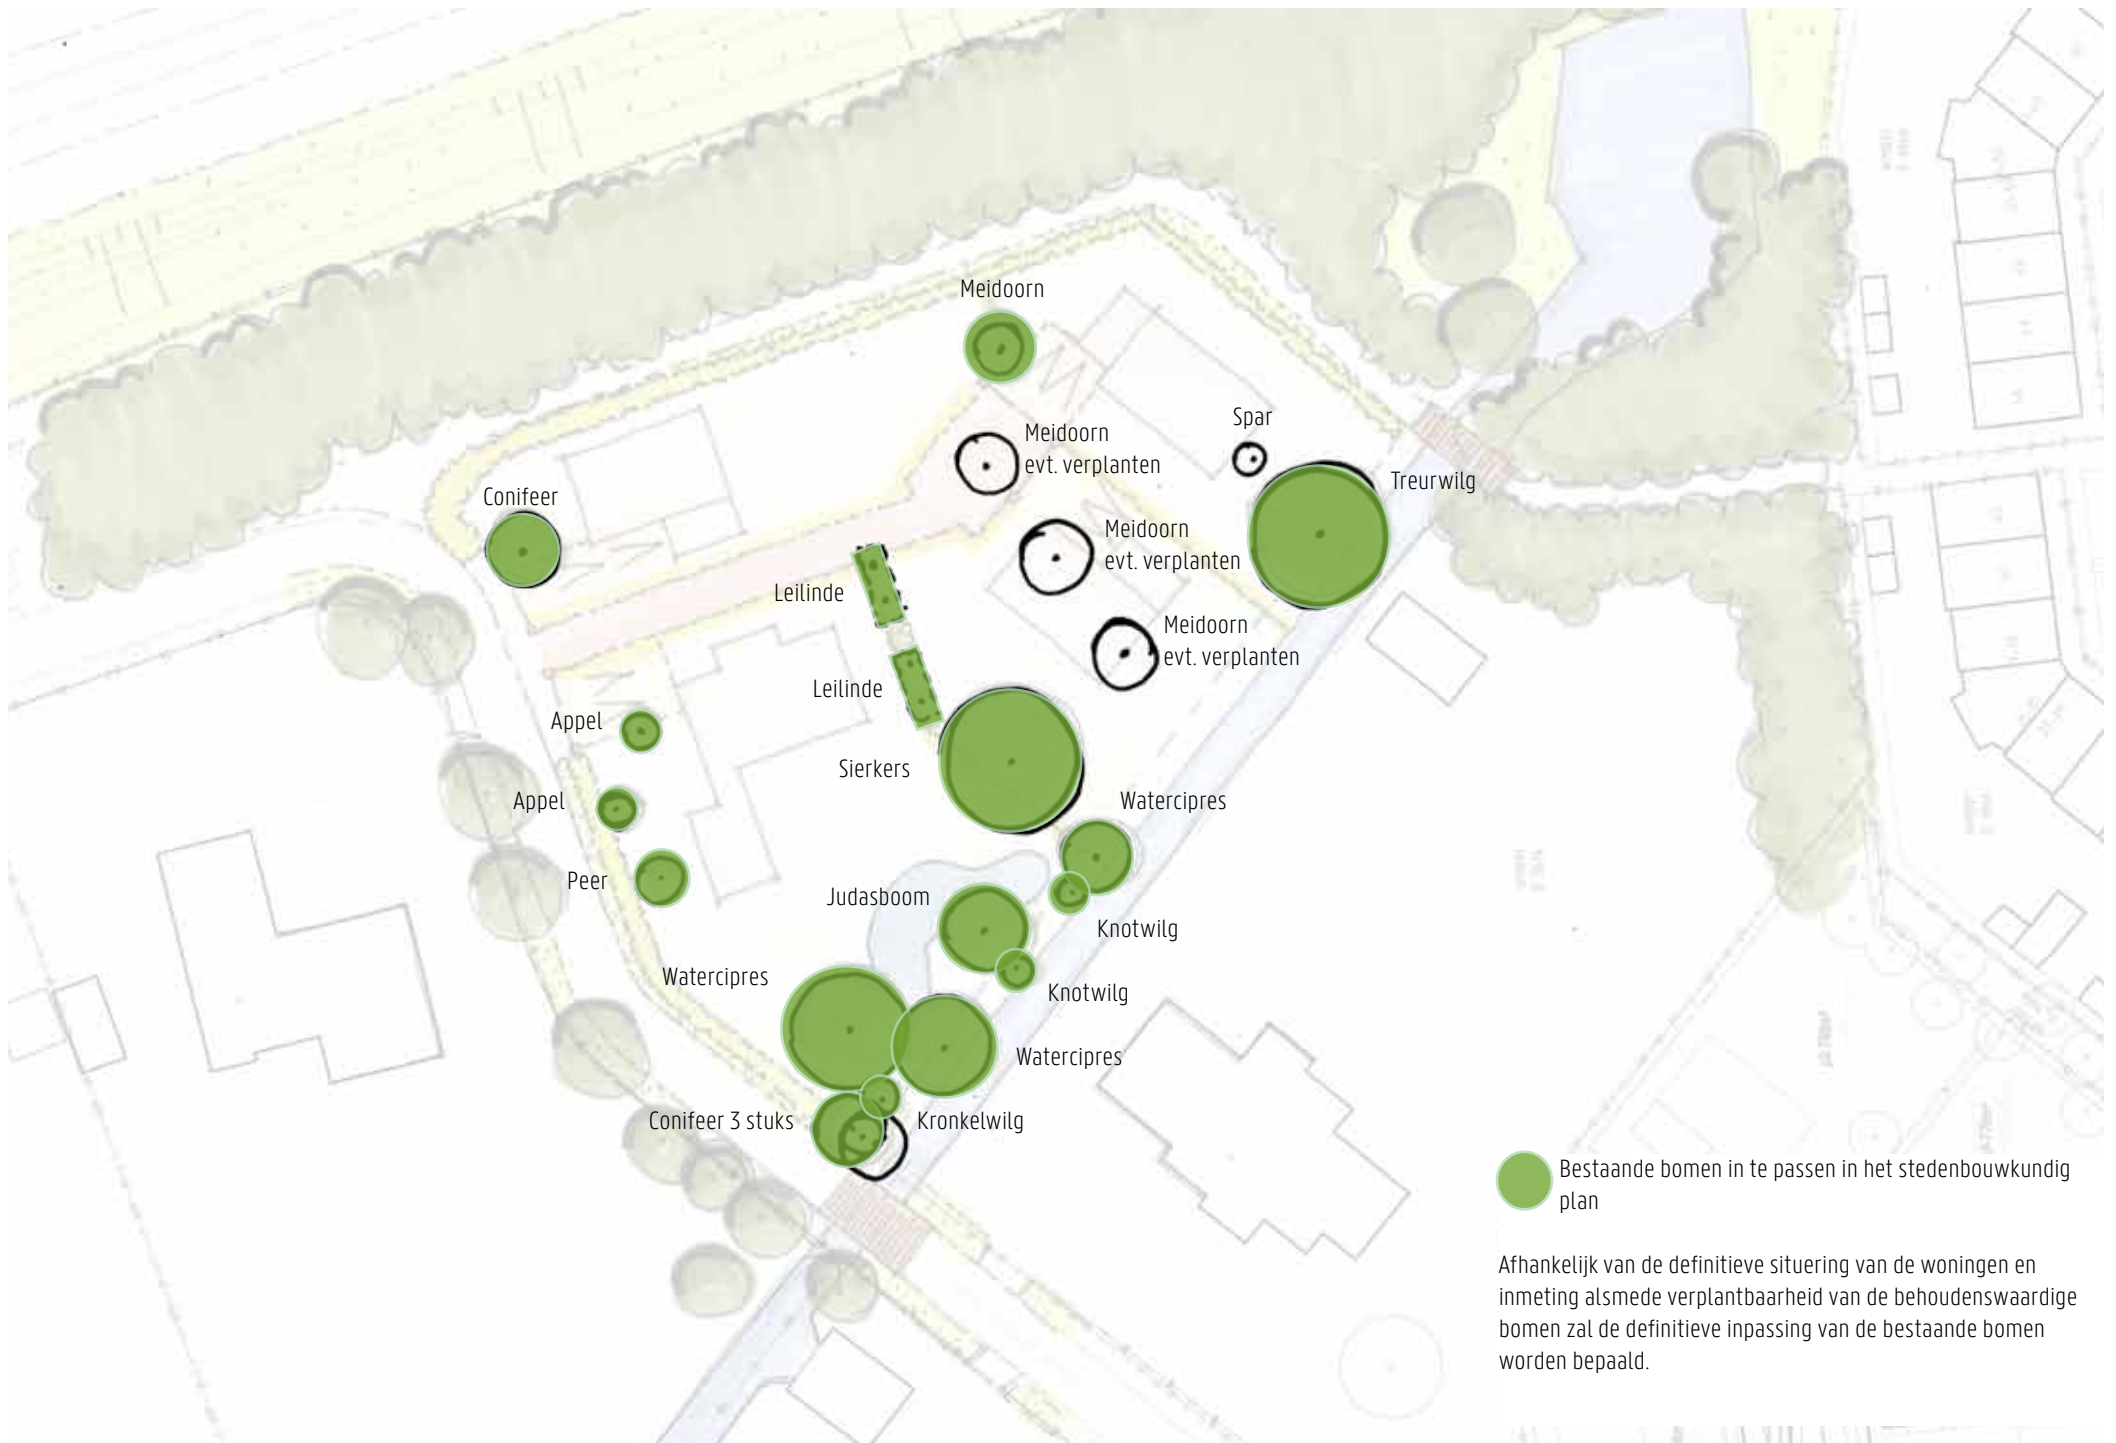 Meidoorn
Meidoorn
evt. verplanten
Spar
Treurwilg
Conifeer
Meidoorn
evt. verplanten
Leilinde
Meidoorn
evt. verplanten
Leilinde
Appel
Sierkers
Appel
Watercipres
Peer
Judasboom
Knotwilg
Watercipres
Knotwilg
Watercipres
Conifeer 3 stuks
Kronkelwilg
Bestaande bomen in te passen in het stedenbouwkundig
plan
Afhankelijk van de definitieve situering van de woningen en
inmeting alsmede verplantbaarheid van de behoudenswaardige
bomen zal de definitieve inpassing van de bestaande bomen
worden bepaald.